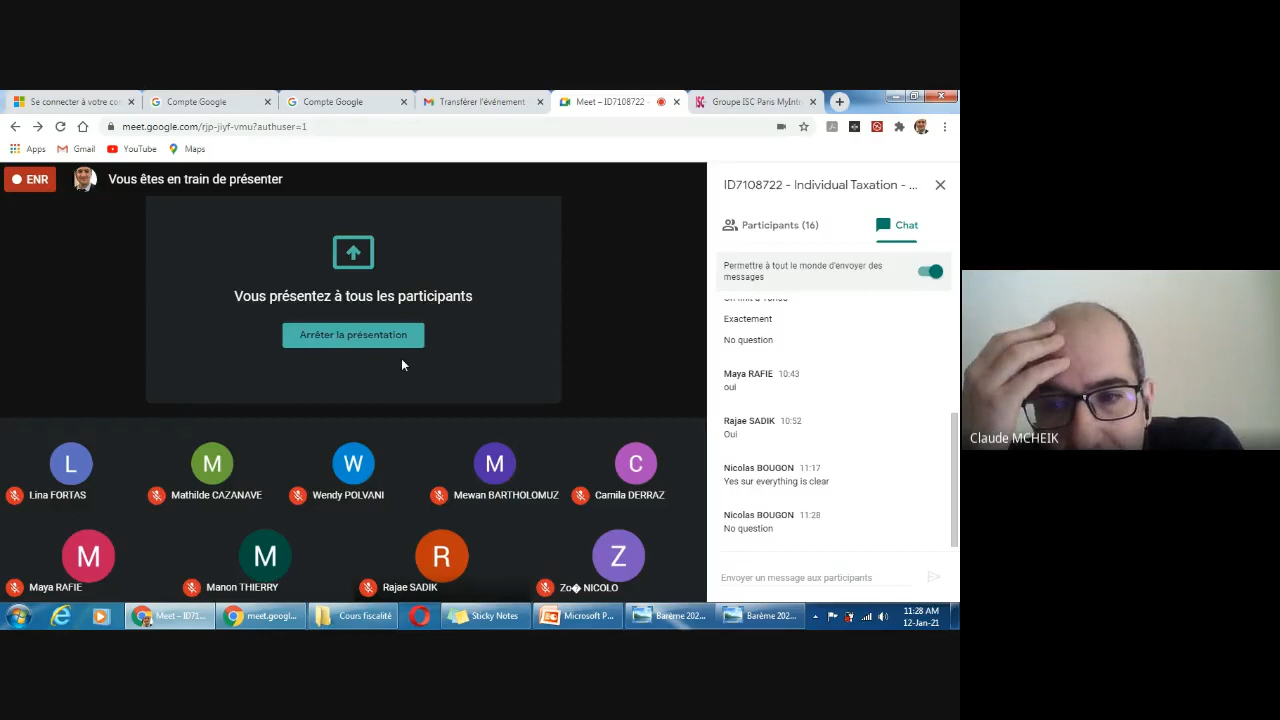 Se connecter à votre co
Compte Google
Compte Google
Transférer l'événement
Meet – ID7108722 -
Groupe ISC Paris MyInt
meet.google.com/rjp-jiyf-vmu?authuser=1
Apps
Gmail
YouTube
Maps
ENR
Vous êtes en train de présenter
Vous présentez à tous les participants
Arrêter la présentation
Lina FORTAS
Mathilde CAZANAVE
Wendy POLVANI
Mewan BARTHOLOMUZ
Camila DERRAZ
L
M
W
M
C
M
M
R
Z
Maya RAFIE
Manon THIERRY
Rajae SADIK
Zo� NICOLO
ID7108722 - Individual Taxation - ...
Participants (16)
Chat
Permettre à tout le monde d'envoyer des
messages
Exactement
No question
Maya RAFIE 10:43
oui
Rajae SADIK 10:52
Oui
Nicolas BOUGON 11:17
Yes sur everything is clear
Nicolas BOUGON 11:28
No question
Envoyer un message aux participants
Claude MCHEIK
Meet – ID71...
meet.googl...
Cours fiscalité
Sticky Notes
Microsoft P...
Barème 202...
Barème 202...
11:28 AM
12-Jan-21